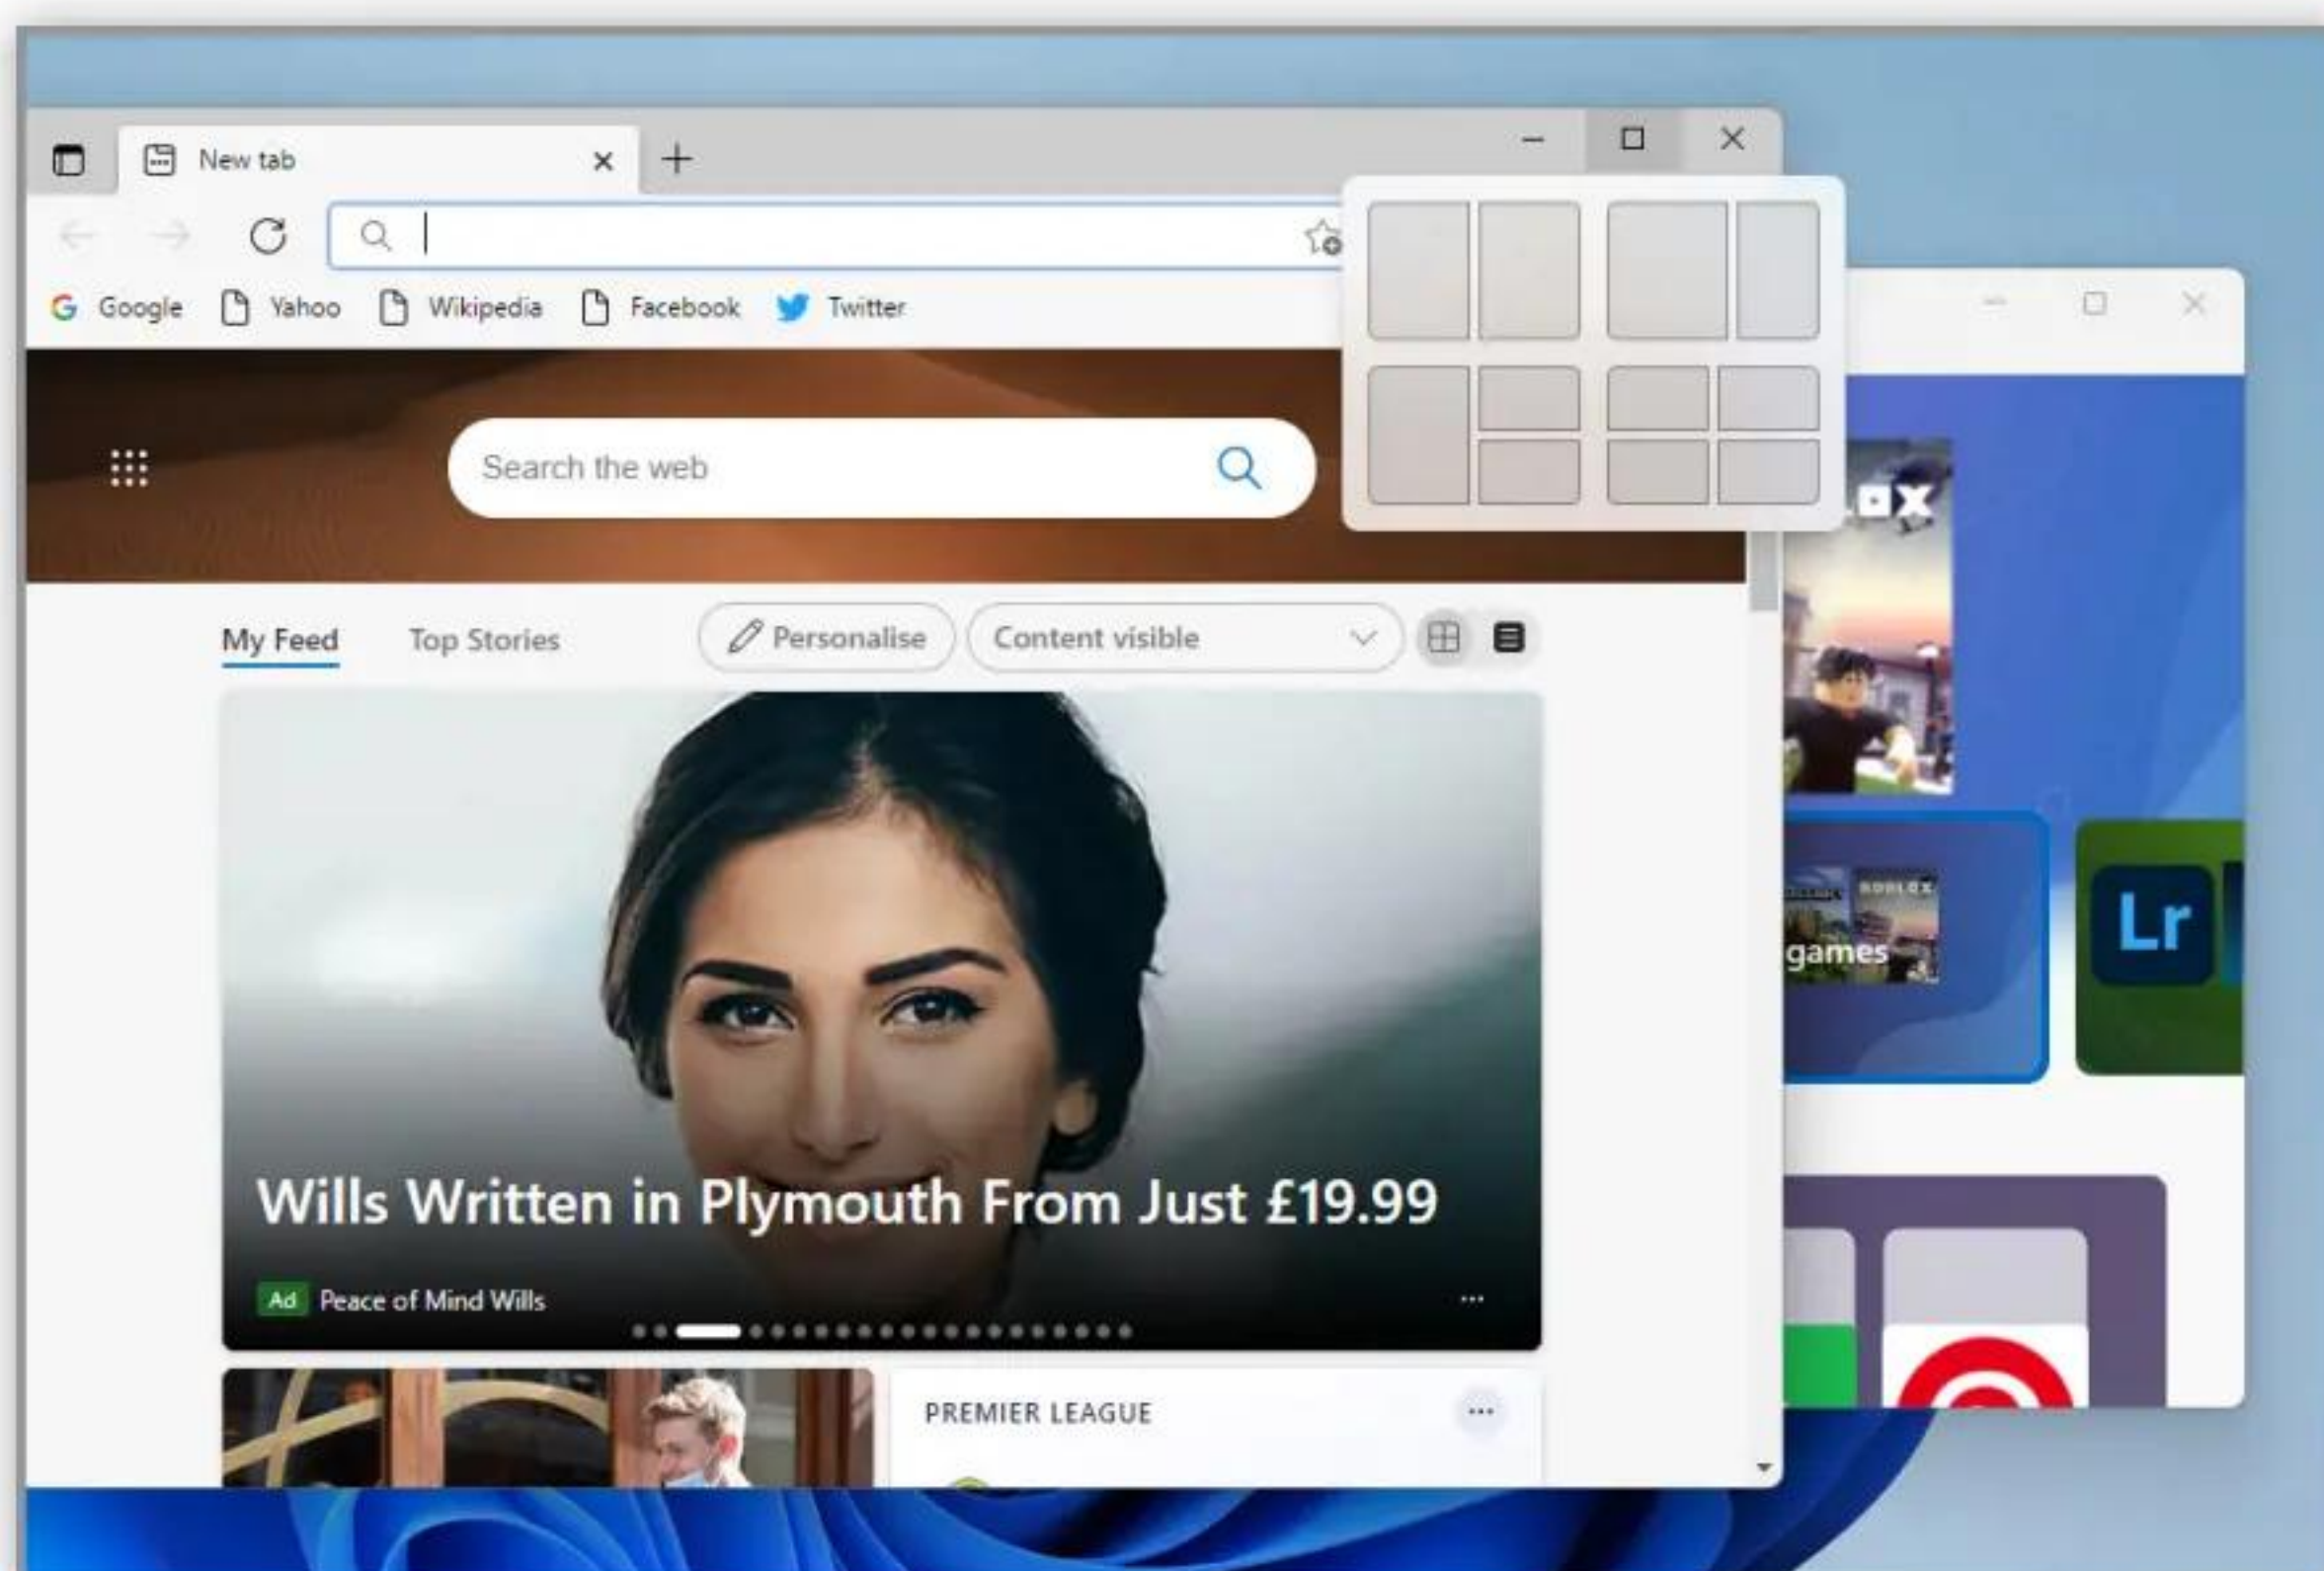 New tab
Google Yahoo Wikipedia Facebook Twitter
Search the web
My Feed Top Stories Personalise Content visible
ROBLOX
games
Lr
Wills Written in Plymouth From Just £19.99
Ad Peace of Mind Wills
PREMIER LEAGUE